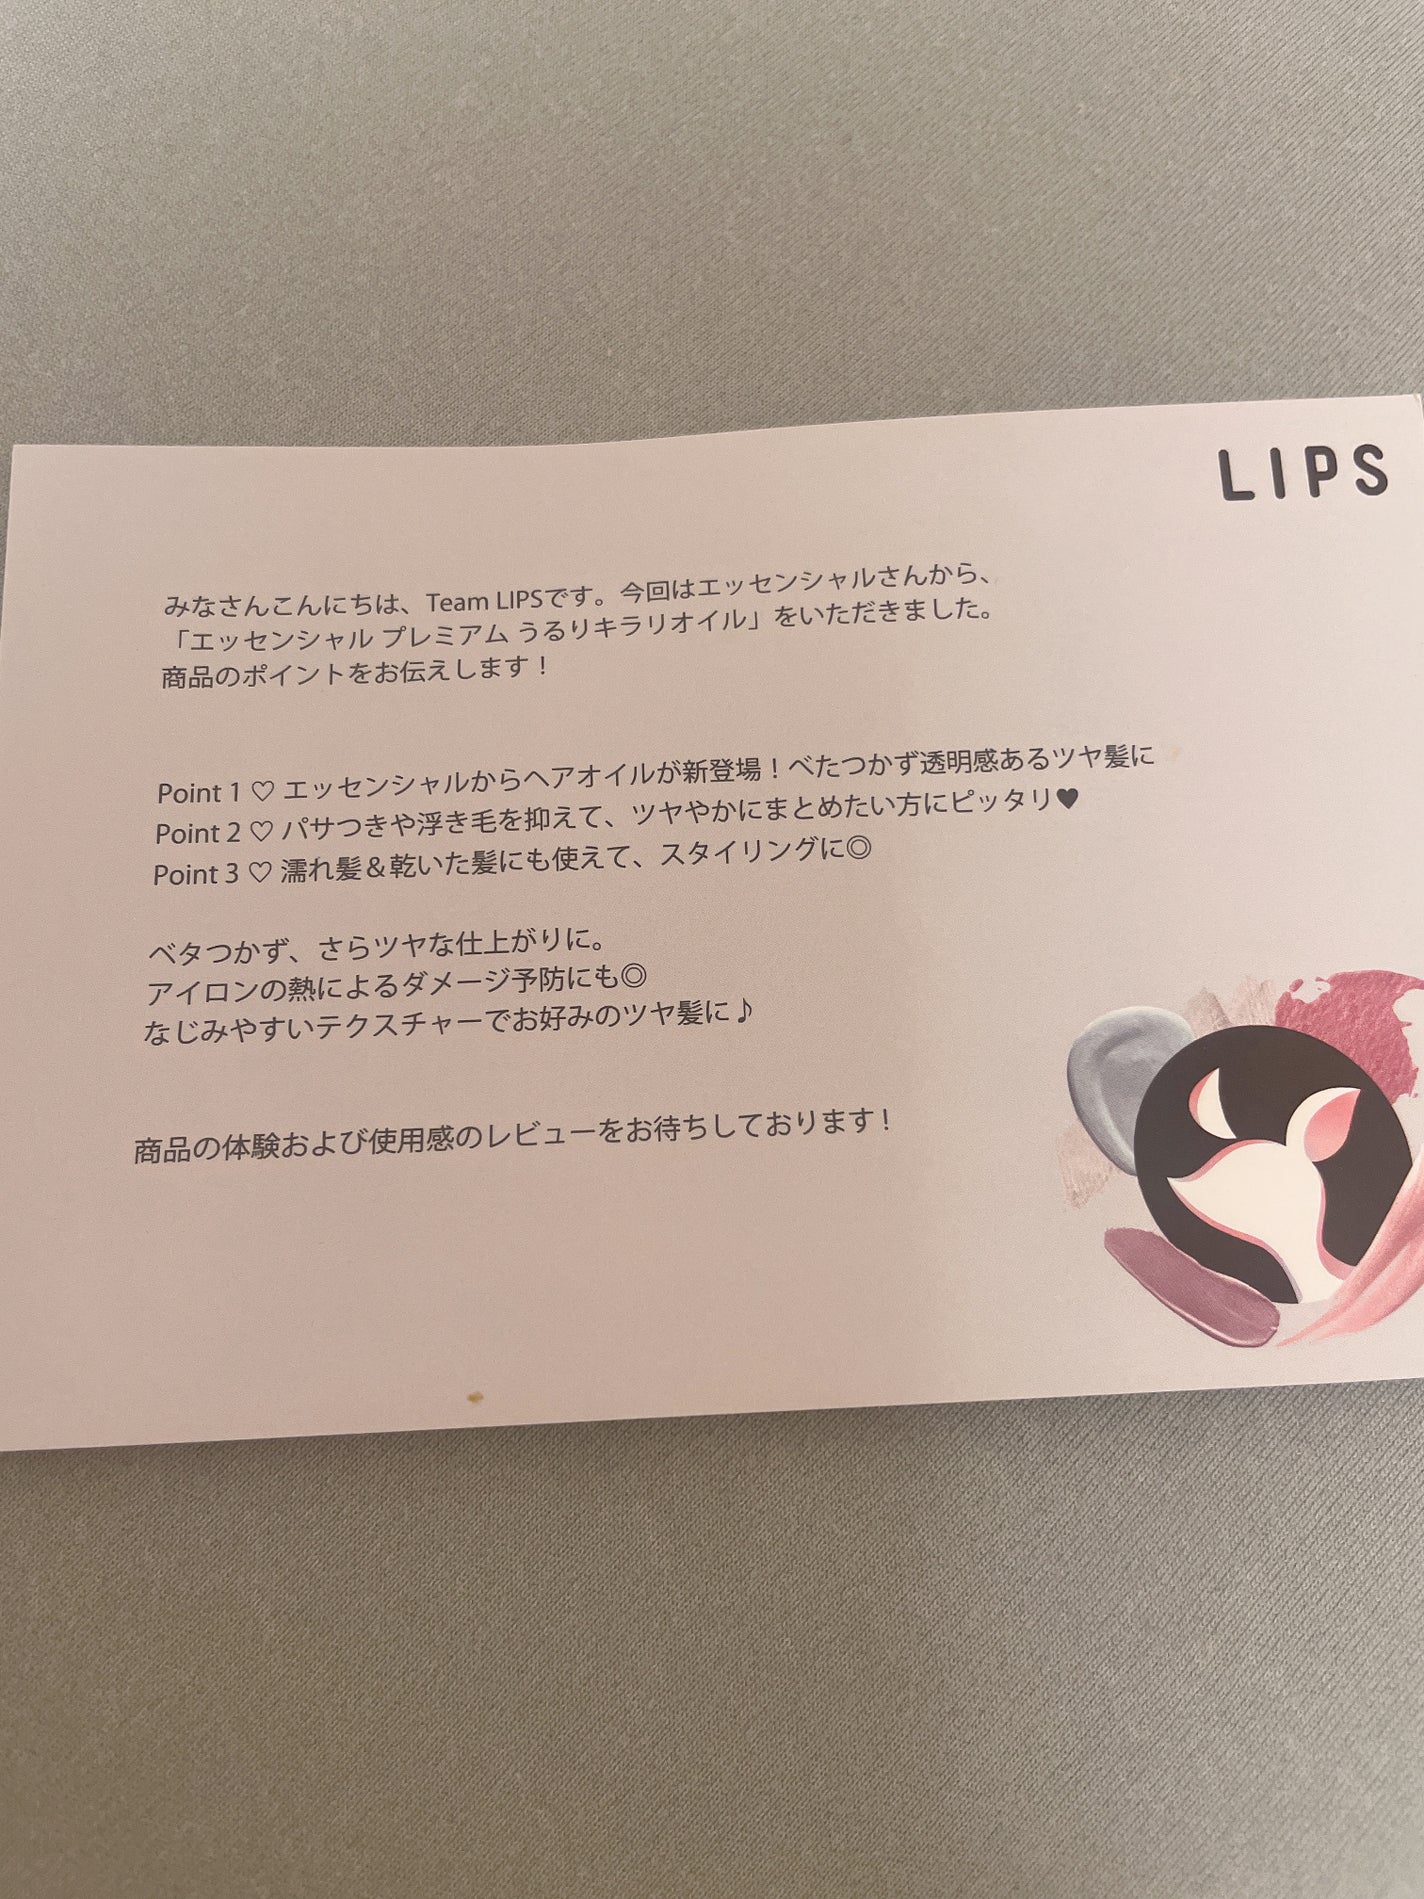 LIPS
みなさんこんにちは、Team LIPSです。今回はエッセンシャルさんから、
「エッセンシャル プレミアム うるりキラリオイル」をいただきました。
商品のポイントをお伝えします！
Point 1 ♡ エッセンシャルからヘアオイルが新登場！べたつかず透明感あるツヤ髪に
Point 2 ♡ パサつきや浮き毛を抑えて、ツヤやかにまとめたい方にピッタリ♥
Point 3 ♡ 濡れ髪＆乾いた髪にも使えて、スタイリングに◎
ベタつかず、さらツヤな仕上がりに。
アイロンの熱によるダメージ予防にも◎
なじみやすいテクスチャーでお好みのツヤ髪に♪
商品の体験および使用感のレビューをお待ちしております！